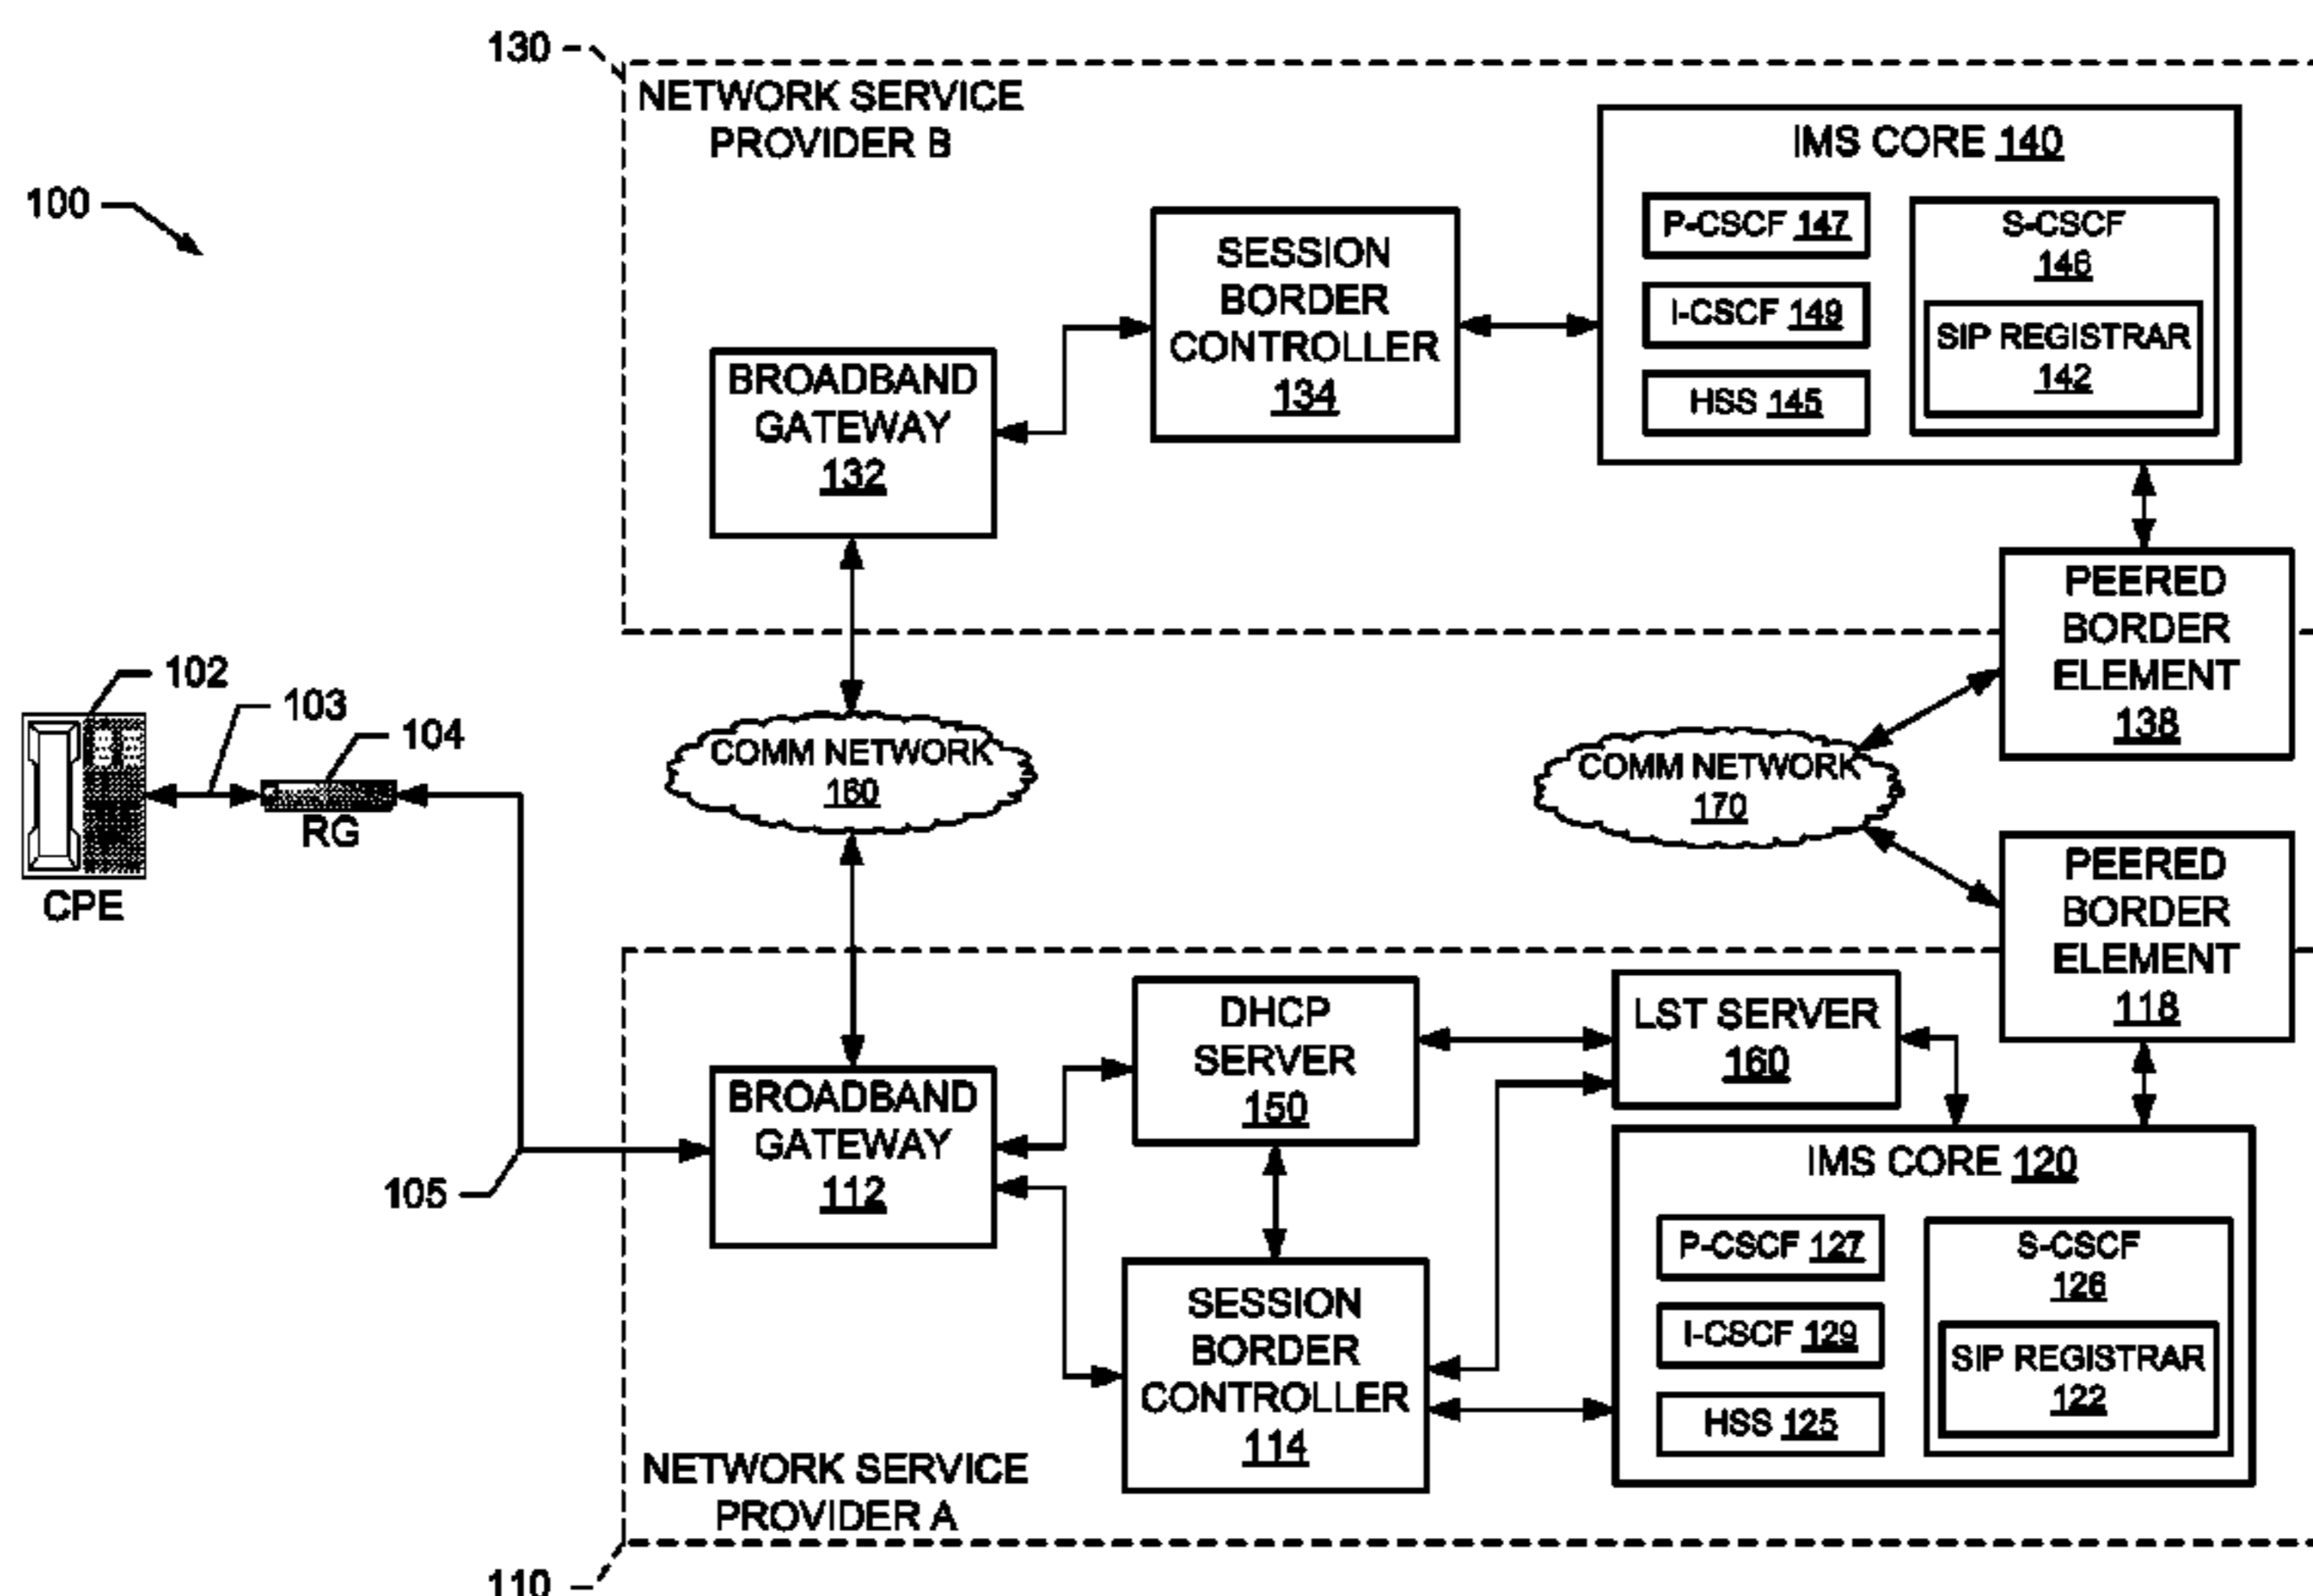 130
NETWORK SERVICE
PROVIDER B
100
IMS CORE 140
P-CSCF 147
I-CSCF 149
HSS 145
S-CSCF
146
SIP REGISTRAR
142
SESSION
BORDER
CONTROLLER
134
BROADBAND
GATEWAY
132
PEERED
BORDER
ELEMENT
138
102
103
104
RG
CPE
COMM NETWORK
160
COMM NETWORK
170
PEERED
BORDER
ELEMENT
118
DHCP
SERVER
150
LST SERVER
160
BROADBAND
GATEWAY
112
105
IMS CORE 120
P-CSCF 127
I-CSCF 129
HSS 125
S-CSCF
126
SIP REGISTRAR
122
SESSION
BORDER
CONTROLLER
114
NETWORK SERVICE
PROVIDER A
110